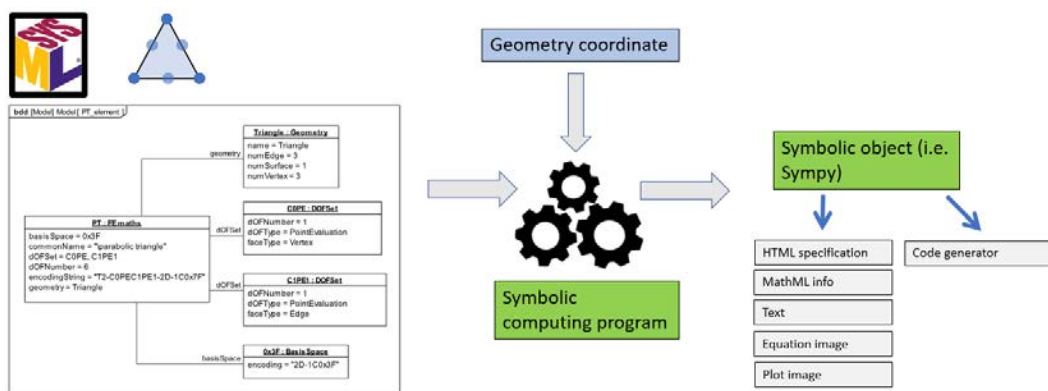 SYS
ML
bdd [Model] Model[ PT_element ]
Triangle : Geometry
name = Triangle
numEdge = 3
numSurface = 1
numVertex = 3
geometry
C0PE : DOFSet
dOFNumber = 1
dOFType = PointEvaluation
faceType = Vertex
dOFSet
PT : FEmaths
basisSpace = 0x3F
commonName = "\parabolic triangle"
dOFSet = C0PE, C1PE1
dOFNumber = 6
encodingString = "T2-C0PEC1PE1-2D-1C0x7F"
geometry = Triangle
C1PE1 : DOFSet
dOFNumber = 1
dOFType = PointEvaluation
faceType = Edge
dOFSet
0x3F : BasisSpace
encoding = "2D-1C0x3F"
basisSpace
Geometry coordinate
Symbolic
computing program
Symbolic object (i.e.
Sympy)
HTML specification
MathML info
Text
Equation image
Plot image
Code generator